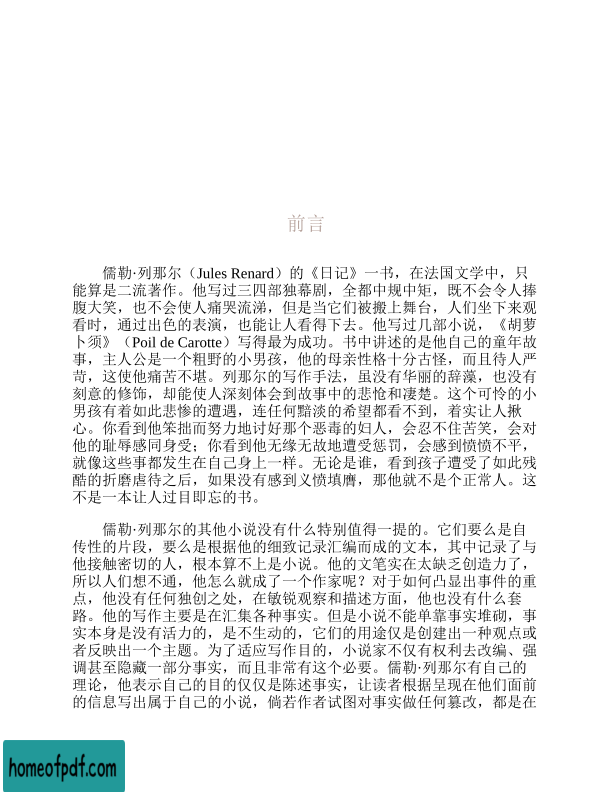 前言
儒勒·列那尔（Jules Renard）的《日记》一书，在法国文学中，只
能算是二流著作。他写过三四部独幕剧，全都中规中矩，既不会令人捧
腹大笑，也不会使人痛哭流涕，但是当它们被搬上舞台，人们坐下来观
看时，通过出色的表演，也能让人看得下去。他写过几部小说，《胡萝
卜须》（Poil de Carotte）写得最为成功。书中讲述的是他自己的童年故
事，主人公是一个粗野的小男孩，他的母亲性格十分古怪，而且待人严
苛，这使他痛苦不堪。列那尔的写作手法，虽没有华丽的辞藻，也没有
刻意的修饰，却能使人深刻体会到故事中的悲怆和凄楚。这个可怜的小
男孩有着如此悲惨的遭遇，连任何黯淡的希望都看不到，着实让人揪
心。你看到他笨拙而努力地讨好那个恶毒的妇人，会忍不住苦笑，会对
他的耻辱感同身受；你看到他无缘无故地遭受惩罚，会感到愤愤不平，
就像这些事都发生在自己身上一样。无论是谁，看到孩子遭受了如此残
酷的折磨虐待之后，如果没有感到义愤填膺，那他就不是个正常人。这
不是一本让人过目即忘的书。
儒勒·列那尔的其他小说没有什么特别值得一提的。它们要么是自
传性的片段，要么是根据他的细致记录汇编而成的文本，其中记录了与
他接触密切的人，根本算不上是小说。他的文笔实在太缺乏创造力了，
所以人们想不通，他怎么就成了一个作家呢？对于如何凸显出事件的重
点，他没有任何独创之处，在敏锐观察和描述方面，他也没有什么套
路。他的写作主要是在汇集各种事实。但是小说不能单靠事实堆砌，事
实本身是没有活力的，是不生动的，它们的用途仅是创建出一种观点或
者反映出一个主题。为了适应写作目的，小说家不仅有权利去改编、强
调甚至隐藏一部分事实，而且非常有这个必要。儒勒·列那尔有自己的
理论，他表示自己的目的仅仅是陈述事实，让读者根据呈现在他们面前
的信息写出属于自己的小说，倘若作者试图对事实做任何篡改，都是在
homeofpdf.com